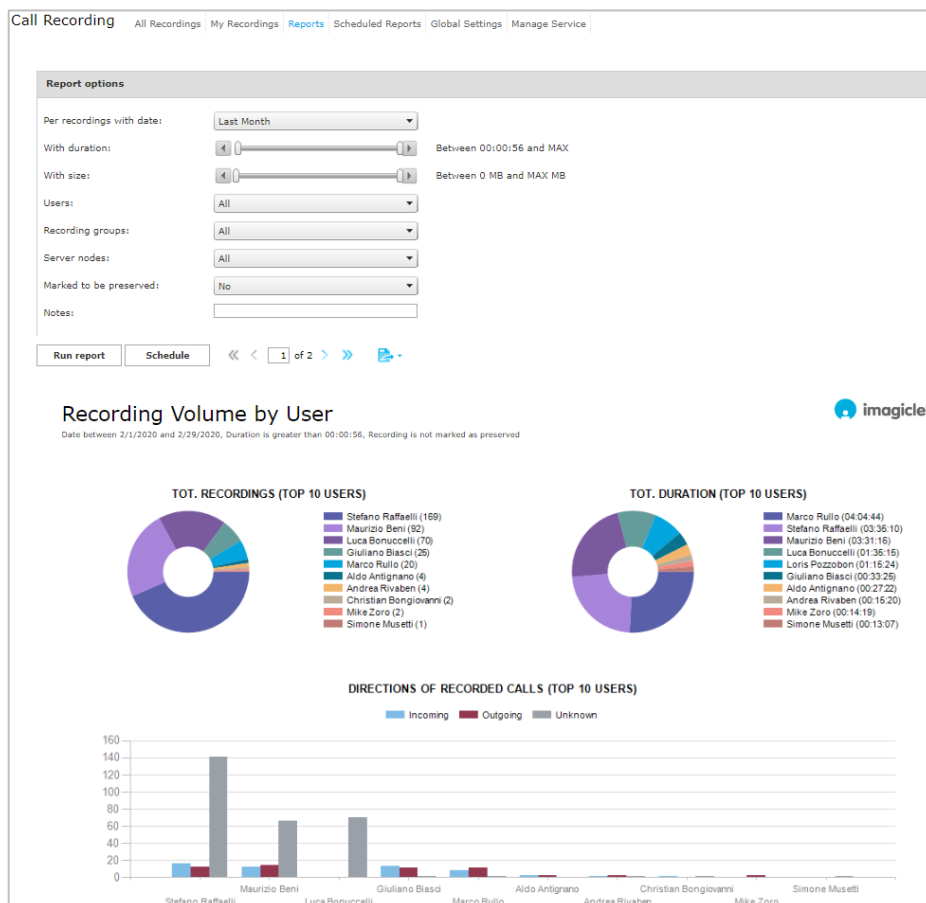 Call Recording All Recordings My Recordings Reports Scheduled Reports Global Settings Manage Service
Report options
Per recordings with date: Last Month
With duration: Between 00:00:56 and MAX
With size: Between 0 MB and MAX MB
Users: All
Recording groups: All
Server nodes: All
Marked to be preserved: No
Notes:
Run report Schedule 1 of 2
Recording Volume by User
imagicle
Date between 2/1/2020 and 2/29/2020, Duration is greater than 00:00:56, Recording is not marked as preserved
TOT. RECORDINGS (TOP 10 USERS)
Stefano Raffaelli (169)
Maurizio Beni (92)
Luca Bonuccelli (70)
Giuliano Biasci (25)
Marco Rullo (20)
Aldo Antignano (4)
Andrea Rivaben (4)
Christian Bongiovanni (2)
Mike Zoro (2)
Simone Musetti (1)
TOT. DURATION (TOP 10 USERS)
Marco Rullo (04:04:44)
Stefano Raffaelli (03:35:10)
Maurizio Beni (03:31:16)
Luca Bonuccelli (01:35:15)
Loris Pozzobon (01:15:24)
Giuliano Biasci (00:33:25)
Aldo Antignano (00:27:22)
Andrea Rivaben (00:15:20)
Mike Zoro (00:14:19)
Simone Musetti (00:13:07)
DIRECTIONS OF RECORDED CALLS (TOP 10 USERS)
Incoming Outgoing Unknown
160
140
120
100
80
60
40
20
0
Maurizio Beni Giuliano Biasci Aldo Antignano Christian Bongiovanni Simone Musetti
Stefano Raffaelli Luca Bonuccelli Marco Rullo Andrea Rivaben Mike Zoro